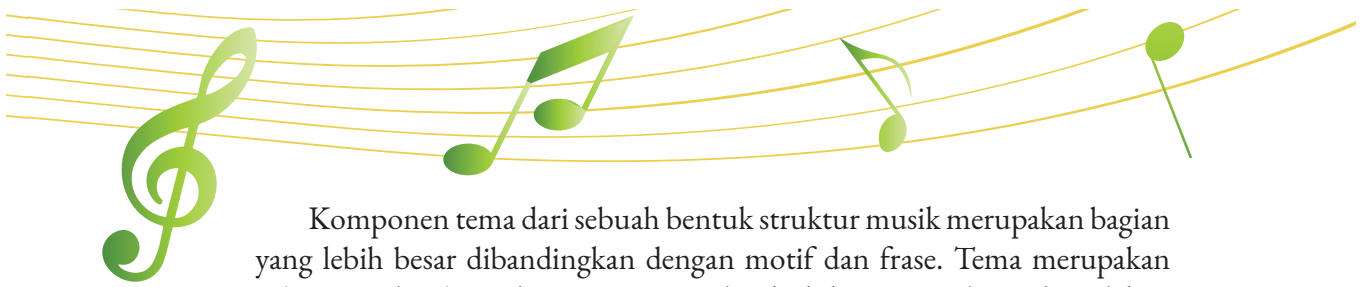 Komponen tema dari sebuah bentuk struktur musik merupakan bagian
yang lebih besar dibandingkan dengan motif dan frase. Tema merupakan